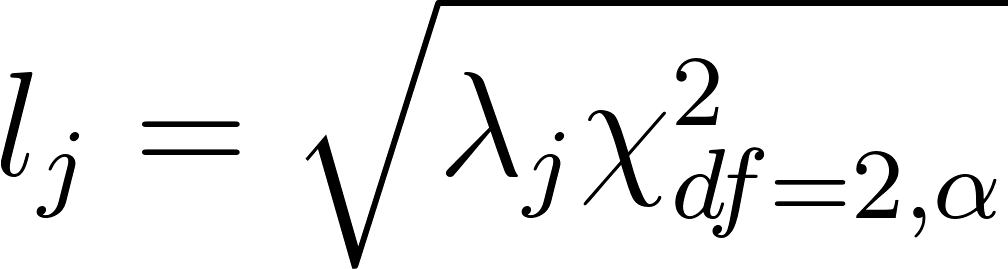 l_j = \sqrt{\lambda_j \chi^2_{df=2,\alpha}}